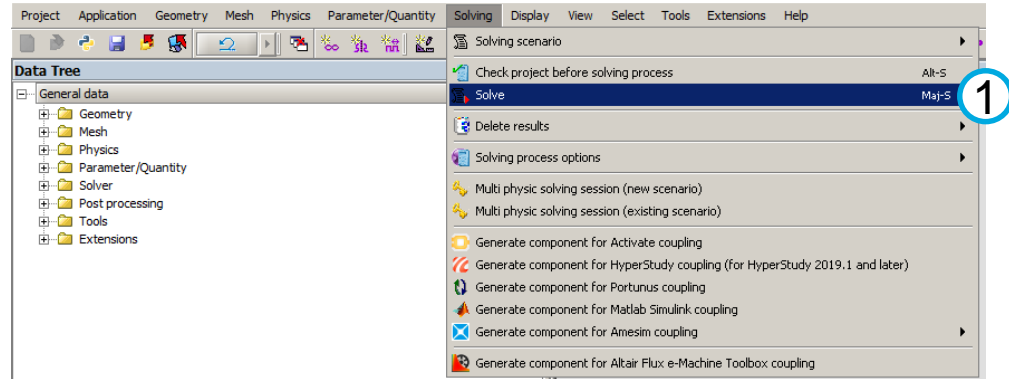 Project Application Geometry Mesh Physics Parameter/Quantity Solving Display View Select Tools Extensions Help
Solving scenario
Data Tree
Check project before solving process Alt-S
General data
Solve Maj-S
1
Geometry
Mesh
Delete results
Physics
Solving process options
Parameter/Quantity
Solver
Multi physic solving session (new scenario)
Post processing
Multi physic solving session (existing scenario)
Tools
Extensions
Generate component for Activate coupling
Generate component for HyperStudy coupling (for HyperStudy 2019.1 and later)
Generate component for Portunus coupling
Generate component for Matlab Simulink coupling
Generate component for Amesim coupling
Generate component for Altair Flux e-Machine Toolbox coupling